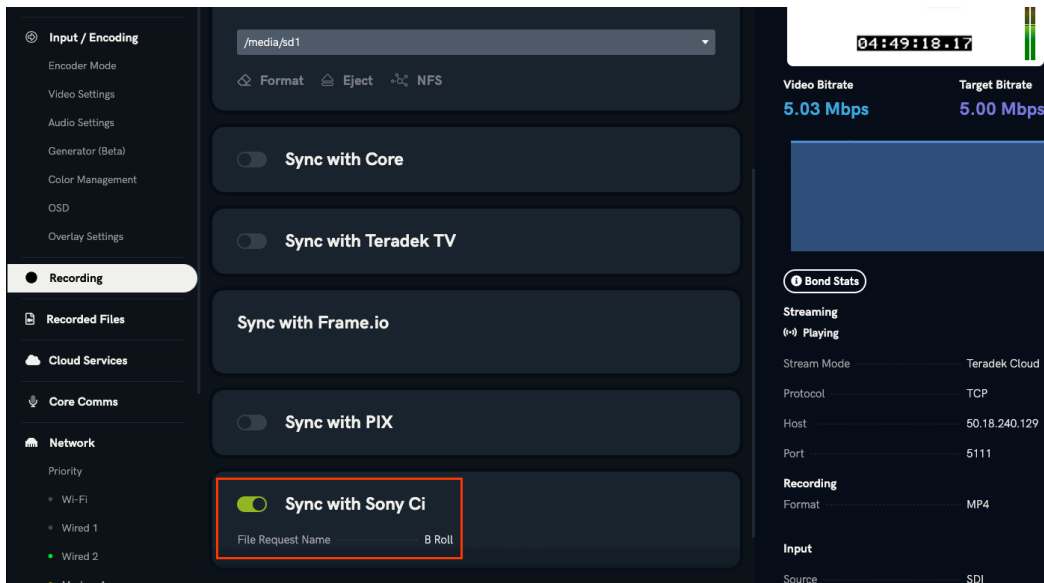 Input / Encoding
Encoder Mode
Video Settings
Audio Settings
Generator (Beta)
Color Management
OSD
Overlay Settings
Recording
Recorded Files
Cloud Services
Core Comms
Network
Priority
Wi-Fi
Wired 1
Wired 2
/media/sd1
Format Eject NFS
Sync with Core
Sync with Teradek TV
Sync with Frame.io
Sync with PIX
Sync with Sony Ci
File Request Name B Roll
04:49:18.17
Video Bitrate Target Bitrate
5.03 Mbps 5.00 Mbps
Bond Stats
Streaming
Playing
Stream Mode Teradek Cloud
Protocol TCP
Host 50.18.240.129
Port 5111
Recording
Format MP4
Input
Source SDI